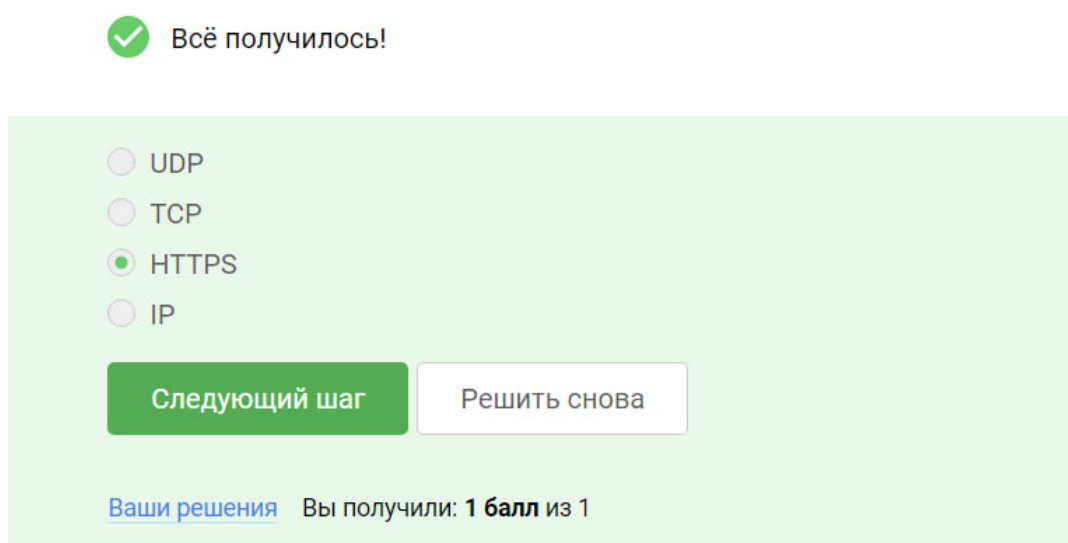 Всё получилось!
UDP
TCP
HTTPS
IP
Следующий шаг Решить снова
Ваши решения Вы получили: 1 балл из 1